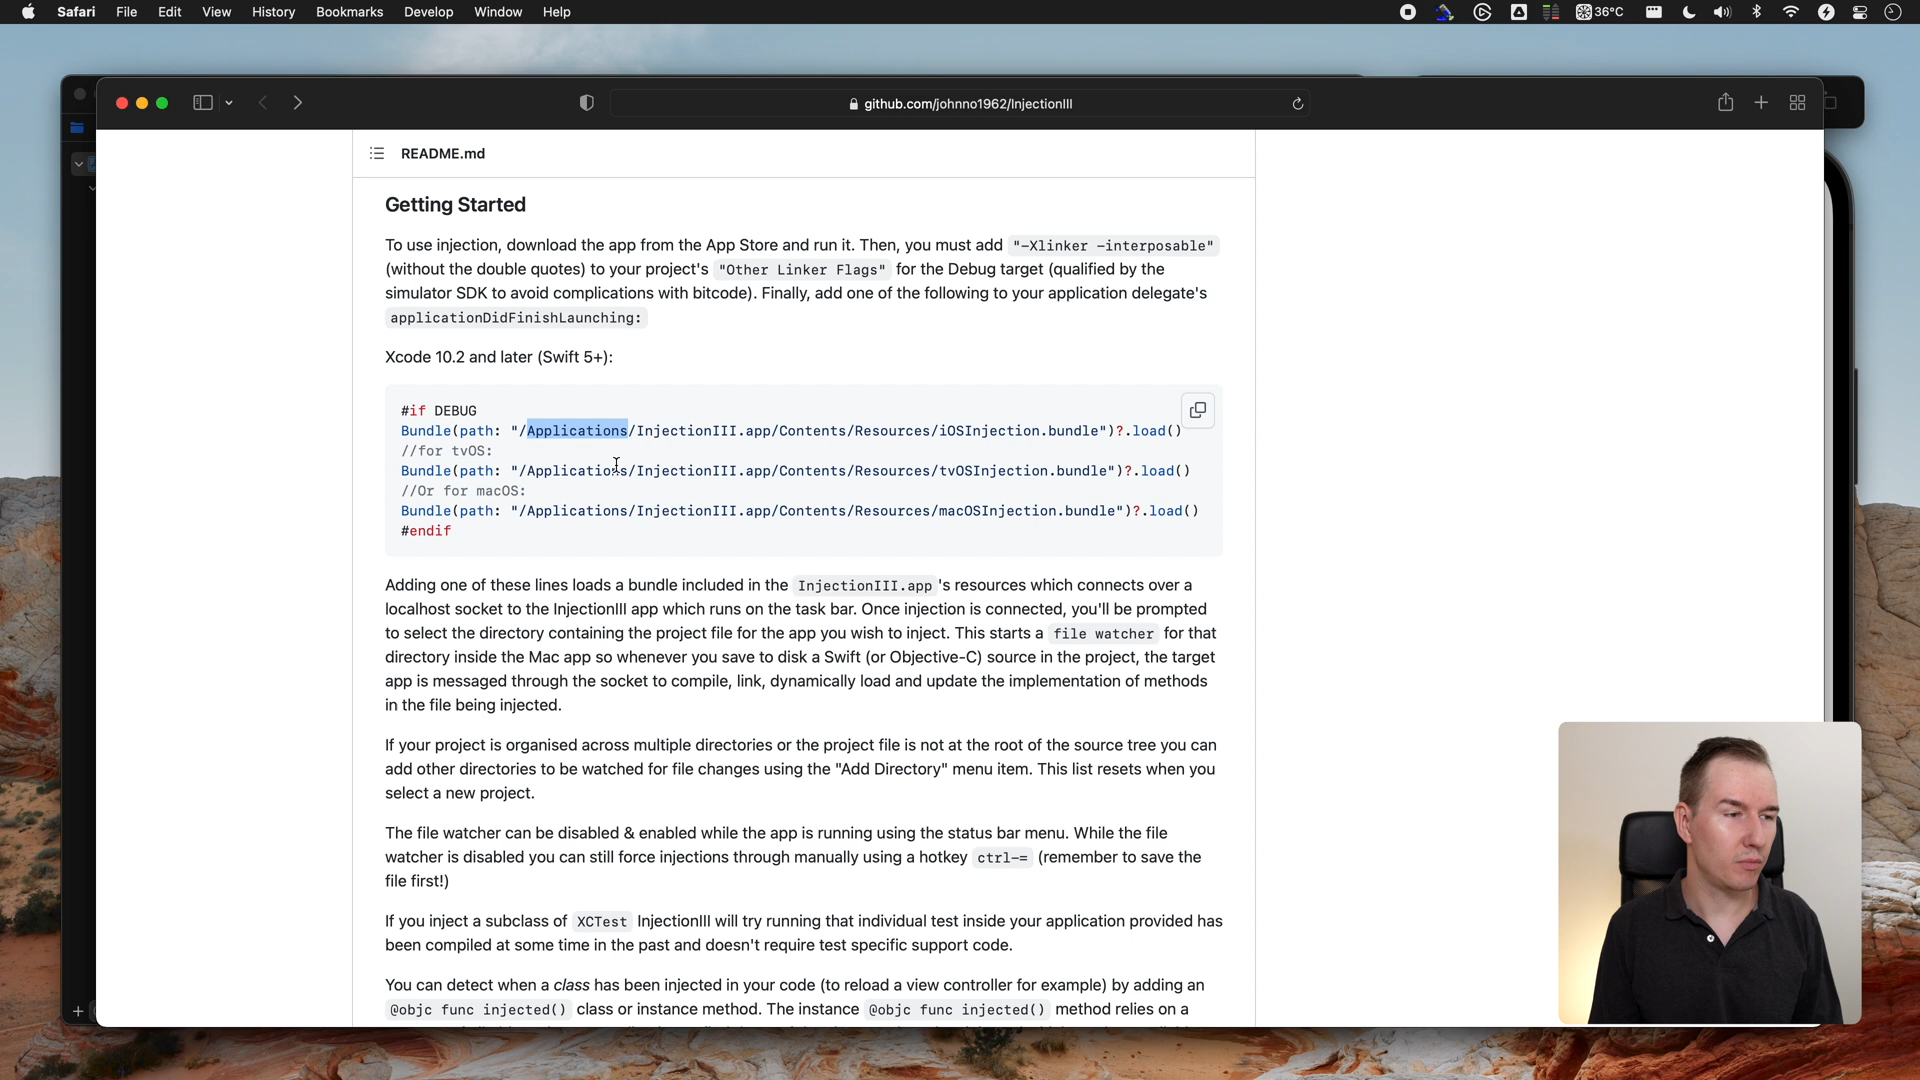 Safari File Edit View History Bookmarks Develop Window Help 36°C
github.com/johnno1962/InjectionIII
README.md
Getting Started
To use injection, download the app from the App Store and run it. Then, you must add "-Xlinker -interposable"
(without the double quotes) to your project's "Other Linker Flags" for the Debug target (qualified by the
simulator SDK to avoid complications with bitcode). Finally, add one of the following to your application delegate's
applicationDidFinishLaunching:
Xcode 10.2 and later (Swift 5+):
#if DEBUG
Bundle(path: "/Applications/InjectionIII.app/Contents/Resources/iOSInjection.bundle")?.load()
//for tvOS:
Bundle(path: "/Applications/InjectionIII.app/Contents/Resources/tvOSInjection.bundle")?.load()
//Or for macOS:
Bundle(path: "/Applications/InjectionIII.app/Contents/Resources/macOSInjection.bundle")?.load()
#endif
Adding one of these lines loads a bundle included in the InjectionIII.app's resources which connects over a
localhost socket to the InjectionIII app which runs on the task bar. Once injection is connected, you'll be prompted
to select the directory containing the project file for the app you wish to inject. This starts a file watcher for that
directory inside the Mac app so whenever you save to disk a Swift (or Objective-C) source in the project, the target
app is messaged through the socket to compile, link, dynamically load and update the implementation of methods
in the file being injected.
If your project is organised across multiple directories or the project file is not at the root of the source tree you can
add other directories to be watched for file changes using the "Add Directory" menu item. This list resets when you
select a new project.
The file watcher can be disabled & enabled while the app is running using the status bar menu. While the file
watcher is disabled you can still force injections through manually using a hotkey ctrl-= (remember to save the
file first!)
If you inject a subclass of XCTest InjectionIII will try running that individual test inside your application provided has
been compiled at some time in the past and doesn't require test specific support code.
You can detect when a class has been injected in your code (to reload a view controller for example) by adding an
@objc func injected() class or instance method. The instance @objc func injected() method relies on a